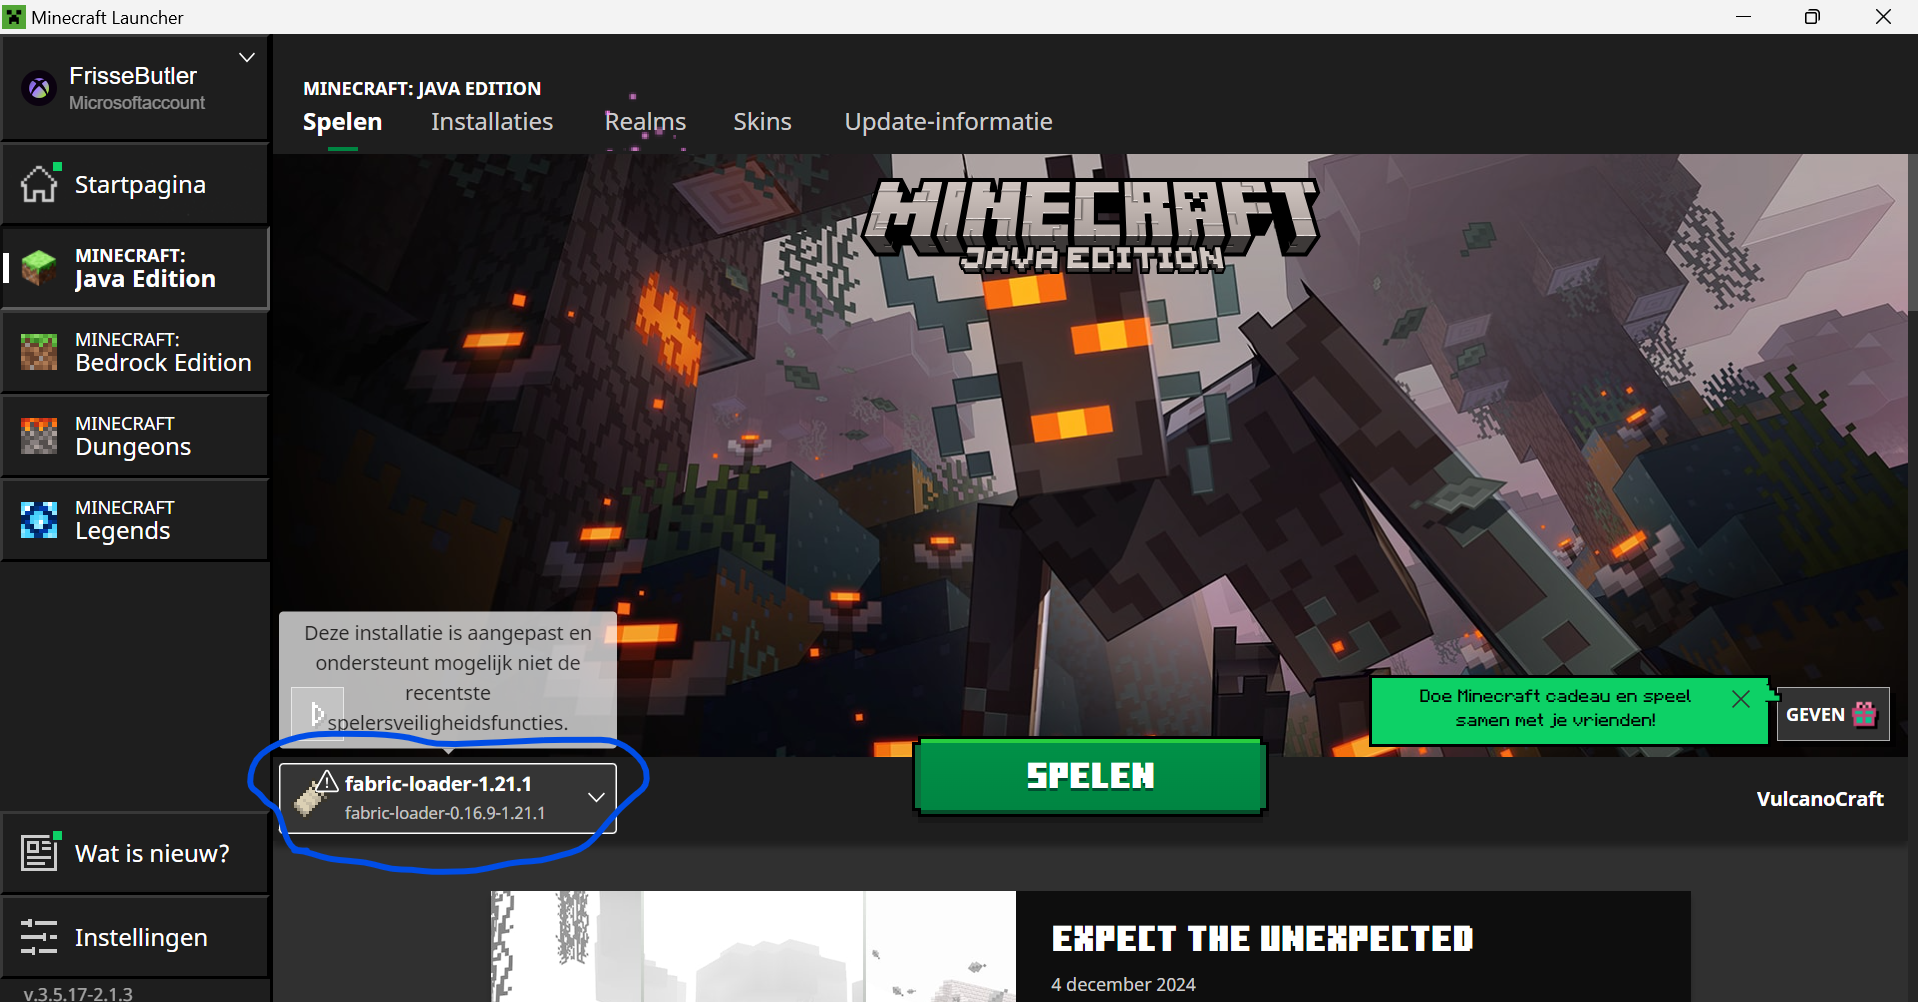 Minecraft Launcher
FrisseButler
Microsoftaccount
Startpagina
MINECRAFT:
Java Edition
MINECRAFT:
Bedrock Edition
MINECRAFT
Dungeons
MINECRAFT
Legends
Wat is nieuw?
Instellingen
v.3.5.17-2.1.3
MINECRAFT: JAVA EDITION
Spelen
Installaties
Realms
Skins
Update-informatie
MINECRAFT
JAVA EDITION
Deze installatie is aangepast en
ondersteunt mogelijk niet de
recentste
spelersveiligheidsfuncties.
fabric-loader-1.21.1
fabric-loader-0.16.9-1.21.1
SPELEN
Doe Minecraft cadeau en speel
samen met je vrienden!
GEVEN
VulcanoCraft
EXPECT THE UNEXPECTED
4 december 2024